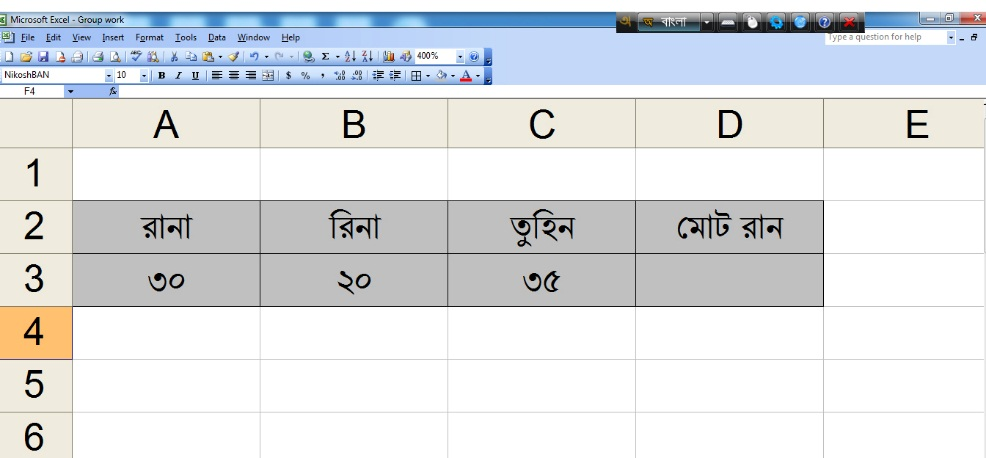 Microsoft Excel - Group work
বাংলা
File Edit View Insert Format Tools Data Window Help
Type a question for help
400%
NikoshBAN 10 B I U $ % ,
F4 fx
A B C D E
1
2 রানা রিনা তুহিন মোট রান
3 ৩০ ২০ ৩৫
4
5
6